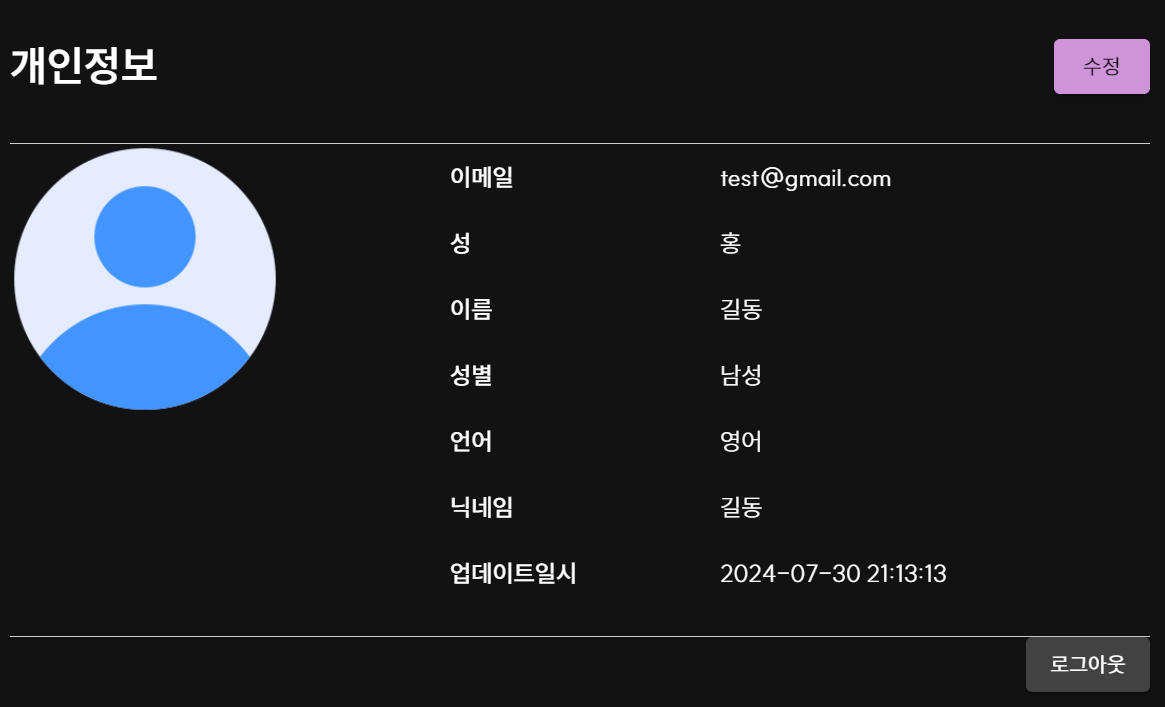 개인정보
수정
이메일 test@gmail.com
성 홍
이름 길동
성별 남성
언어 영어
닉네임 길동
업데이트일시 2024-07-30 21:13:13
로그아웃